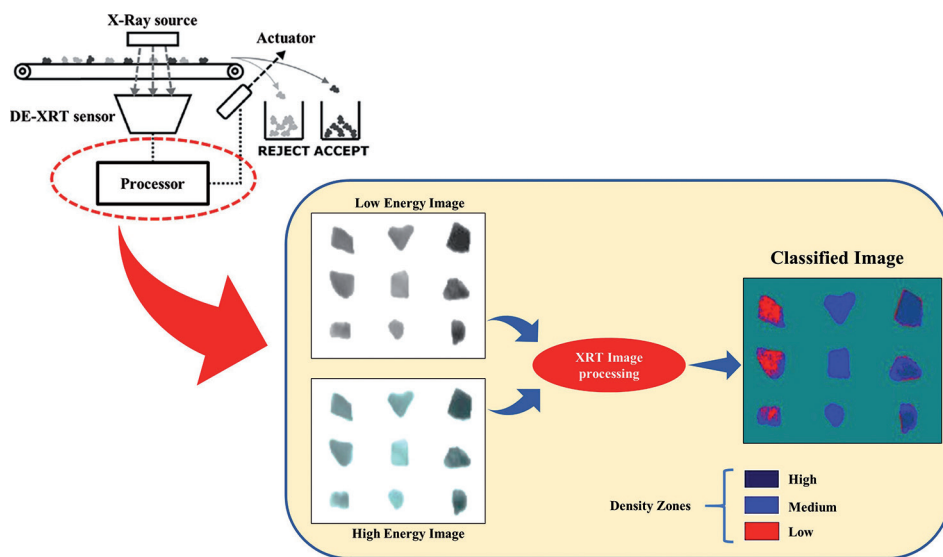 X-Ray source
Actuator
DE-XRT sensor
REJECT ACCEPT
Processor
Low Energy Image
High Energy Image
XRT Image
processing
Classified Image
Density Zones
High
Medium
Low